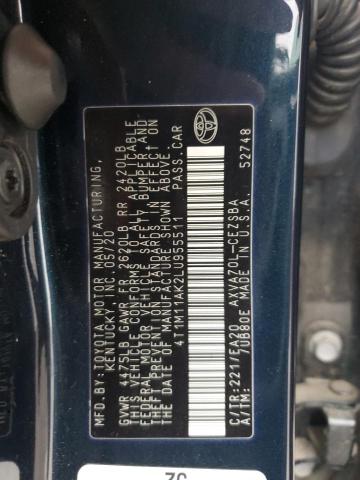 MFD. BY: TOYOTA MOTOR MANUFACTURING,
KENTUCKY, INC. 05/20
GVWR 4475LB GAWR FR 2620LB RR 2420LB
THIS VEHICLE CONFORMS TO ALL APPLICABLE
FEDERAL MOTOR VEHICLE SAFETY, BUMPER AND
THEFT PREVENTION STANDARDS IN EFFECT ON
THE DATE OF MANUFACTURE SHOWN ABOVE.
4T1M11AK2LU955511 PASS.CAR
C/TR:221/EA20 AXVA70L-CEZSBA
7DB80E MADE IN U.S.A. 52748